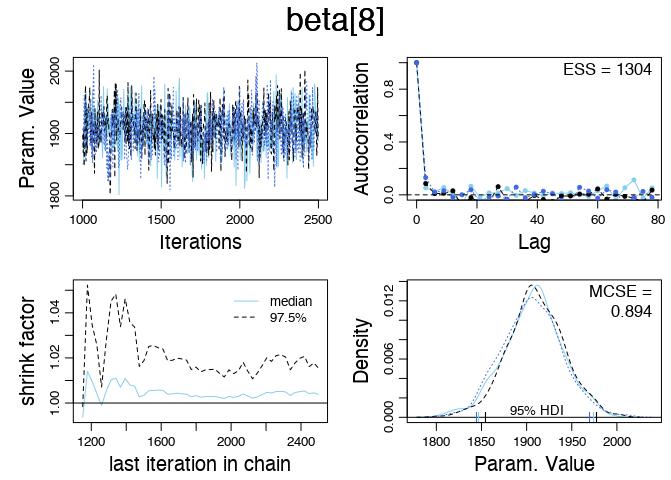 beta[8]
Param. Value
1800
1900
2000
1000
1500
2000
2500
Iterations
Autocorrelation
0.0
0.4
0.8
ESS = 1304
0
20
40
60
80
Lag
shrink factor
1.00
1.02
1.04
median
97.5%
1200
1600
2000
2400
last iteration in chain
Density
0.000
0.006
0.012
MCSE =
0.894
95% HDI
1800
1850
1900
1950
2000
Param. Value